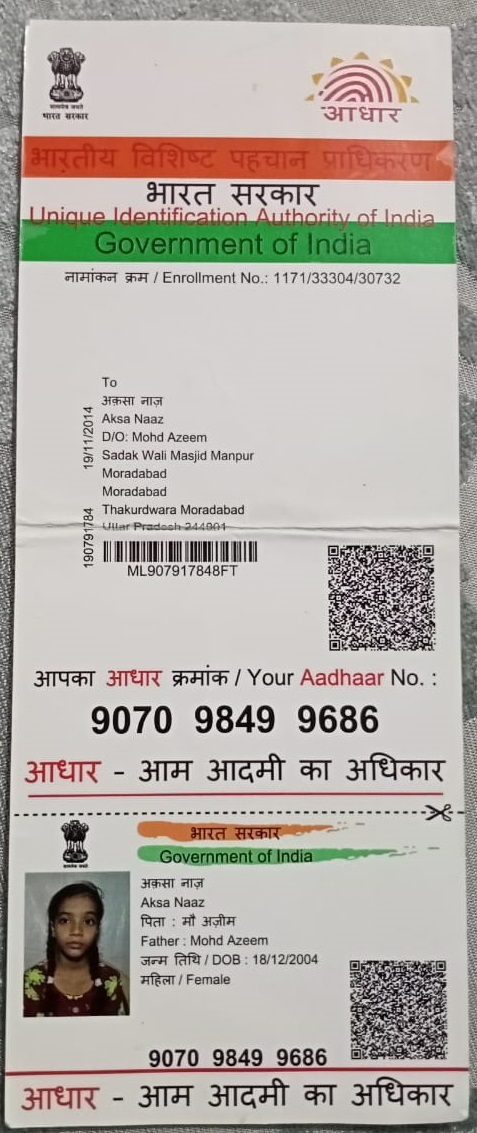 सत्यमेव जयते
भारत सरकार
आधार
भारतीय विशिष्ट पहचान प्राधिकरण
भारत सरकार
Unique Identification Authority of India
Government of India
नामांकन क्रम / Enrollment No.: 1171/33304/30732
To
अक़सा नाज़
Aksa Naaz
D/O: Mohd Azeem
Sadak Wali Masjid Manpur
Moradabad
Moradabad
Thakurdwara Moradabad
Uttar Pradesh 244901
19/11/2014
190791784
ML907917848FT
आपका आधार क्रमांक / Your Aadhaar No. :
9070 9849 9686
आधार - आम आदमी का अधिकार
भारत सरकार
Government of India
अक़सा नाज़
Aksa Naaz
पिता : मौ अज़ीम
Father : Mohd Azeem
जन्म तिथि / DOB : 18/12/2004
महिला / Female
9070 9849 9686
आधार - आम आदमी का अधिकार